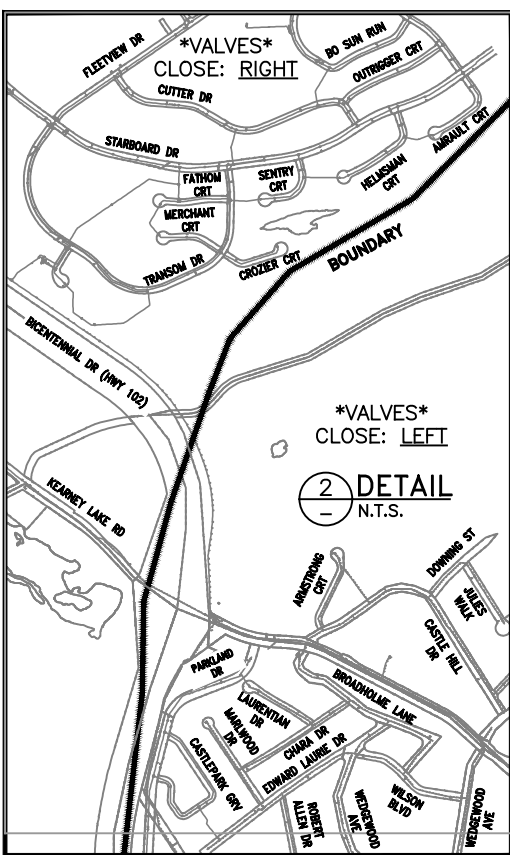 FLEETVIEW DR
*VALVES*
CLOSE: RIGHT
BO SUN RUN
OUTRIGGER CRT
CUTTER DR
STARBOARD DR
AMRAULT CRT
FATHOM
CRT
SENTRY
CRT
HELMSMAN
CRT
MERCHANT
CRT
TRANSOM DR
CROZIER CRT
BOUNDARY
BICENTENNIAL DR (HWY 102)
*VALVES*
CLOSE: LEFT
2
–
DETAIL
N.T.S.
KEARNEY LAKE RD
ARMSTRONG
CRT
DOWNING ST
JULIES
WALK
CASTLE HILL
DR
PARKLAND
DR
BROADHOLME LANE
LAURENTIAN
DR
MARLWOOD
DR
CHARA DR
EDWARD LAURIE DR
CASTLEPARK GRV
WILSON
BLVD
ROBERT
ALLEN DR
WEDGEWOOD
AVE
WEDGEWOOD
AVE